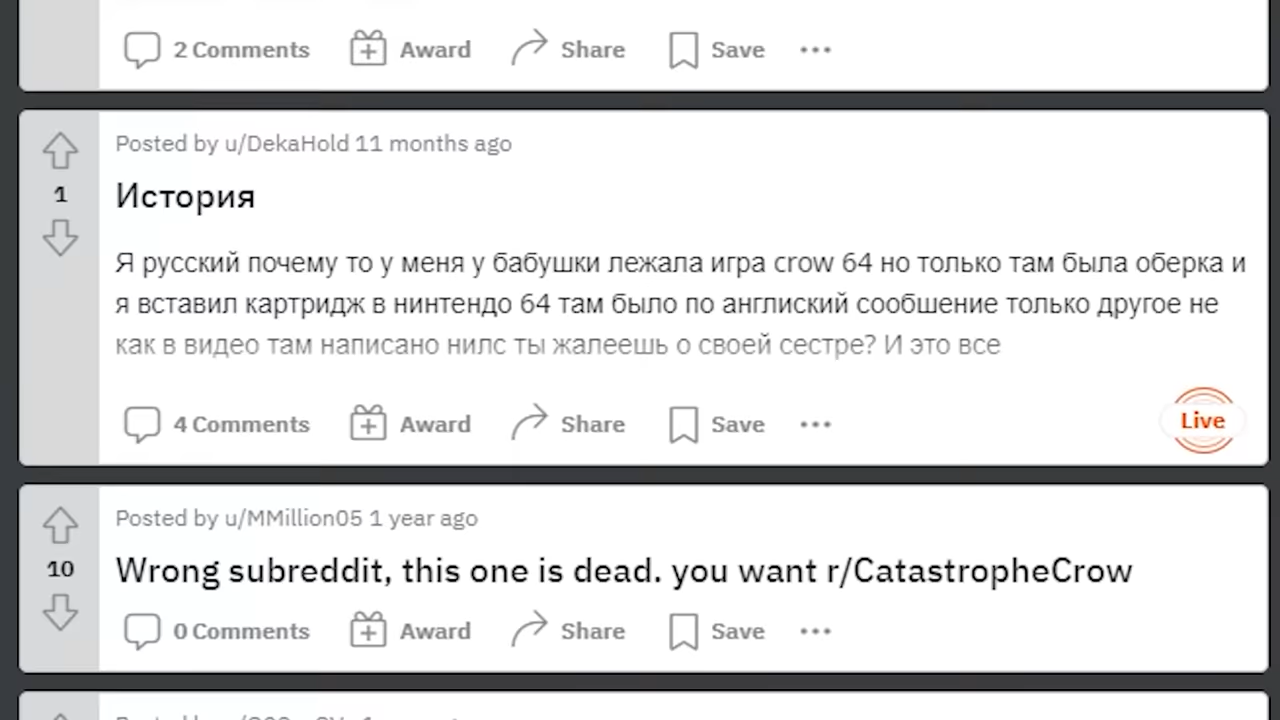 2 Comments Award Share Save
Posted by u/DekaHold 11 months ago
1
История
Я русский почему то у меня у бабушки лежала игра crow 64 но только там была оберка и
я вставил картридж в нинтендо 64 там было по англиский сообшение только другое не
как в видео там написано нилс ты жалеешь о своей сестре? И это все
4 Comments Award Share Save
Live
Posted by u/MMillion05 1 year ago
10
Wrong subreddit, this one is dead. you want r/CatastropheCrow
0 Comments Award Share Save